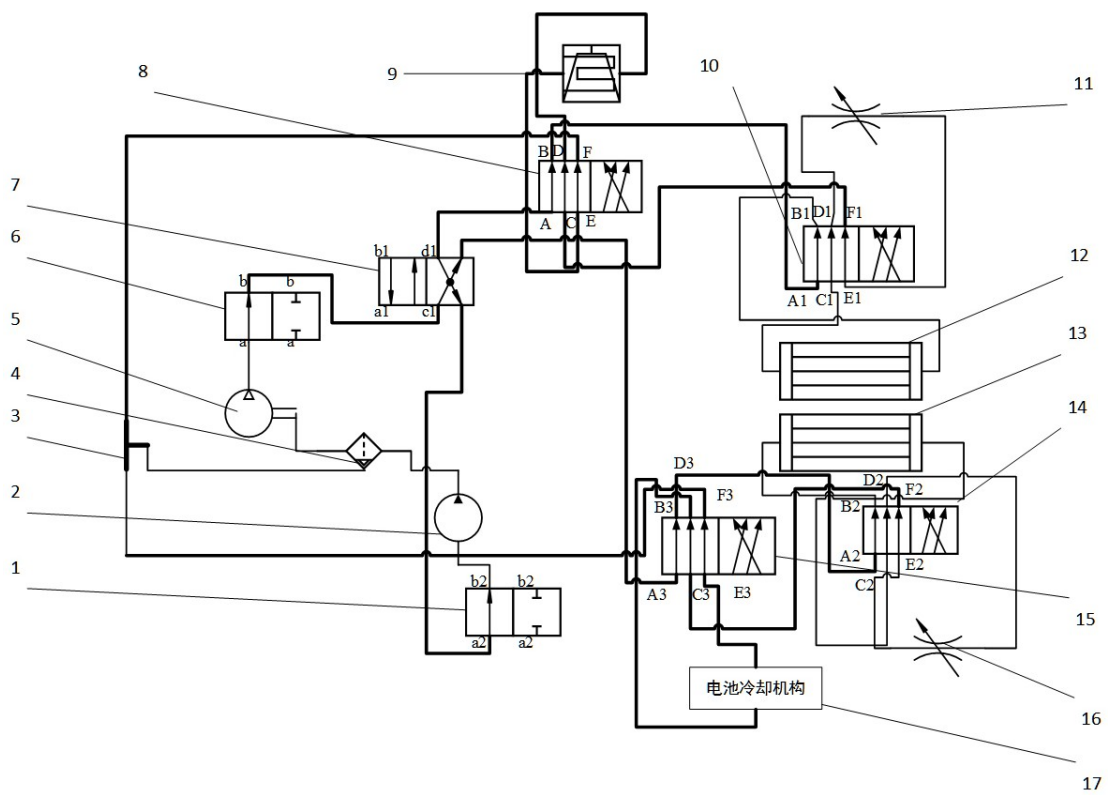 8
9
10
11
B D F
7
A C E
B1 D1 F1
6
b1 d1
10
12
b b
a1 c1
A1 C1 E1
5
a a
13
4
3
14
D3
D2
F2
2
F3
B3
B2
A2
E2
1
C2
b2 b2
A3 C3 E3
15
a2 a2
电池冷却机构
16
17